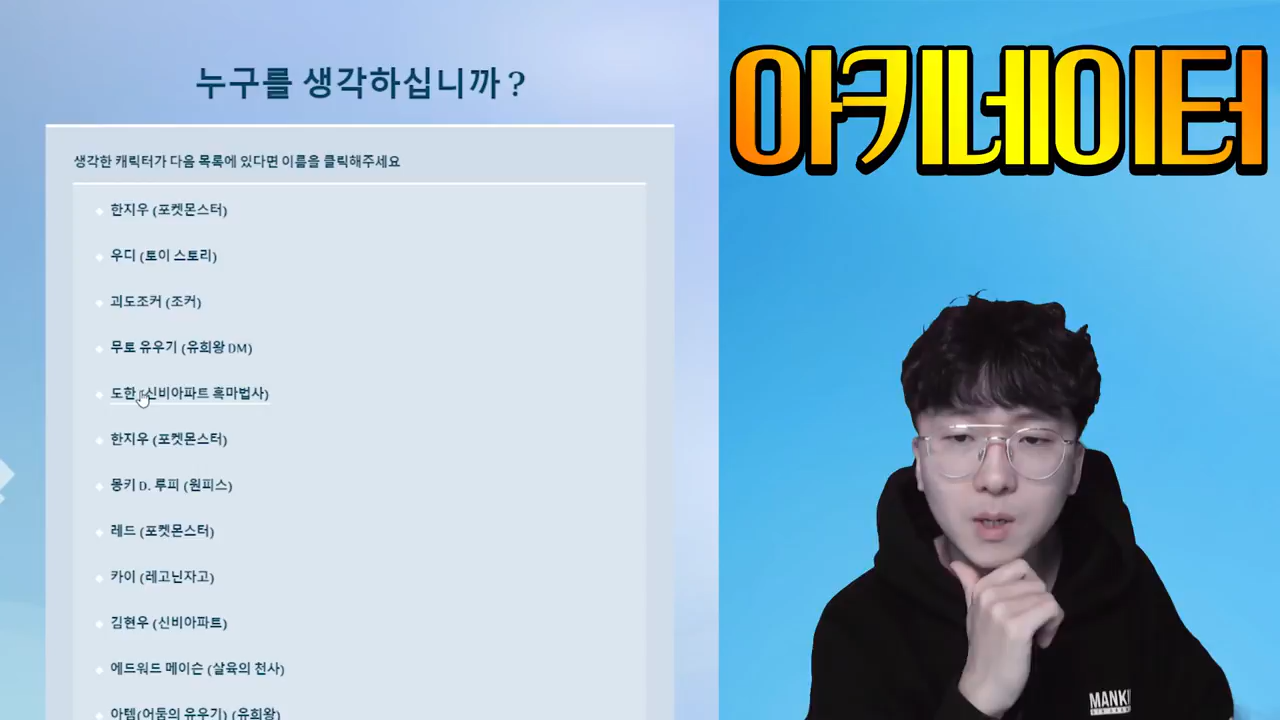 누구를 생각하십니까?
생각한 캐릭터가 다음 목록에 있다면 이름을 클릭해주세요
한지우 (포켓몬스터)
우디 (토이 스토리)
괴도조커 (조커)
무토 유우기 (유희왕 DM)
도한 (신비아파트 흑마법사)
한지우 (포켓몬스터)
몽키 D. 루피 (원피스)
레드 (포켓몬스터)
카이 (레고닌자고)
김현우 (신비아파트)
에드워드 메이슨 (살육의 천사)
아템(어둠의 유우기) (유희왕)
아키네이터